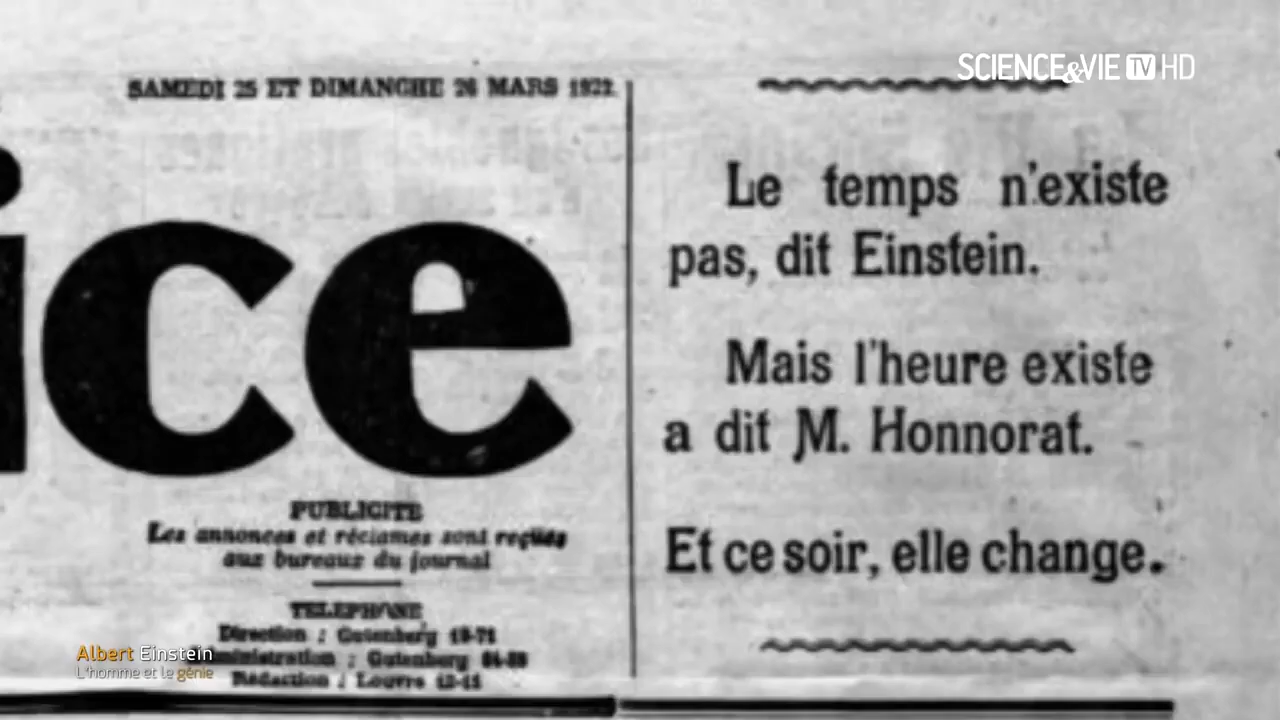 SCIENCE&VIE TV HD
SAMEDI 25 ET DIMANCHE 26 MARS 1922.
ice
Le temps n'existe
pas, dit Einstein.
Mais l'heure existe
a dit M. Honnorat.
Et ce soir, elle change.
PUBLICITE
Les annonces et réclames sont reçues
aux bureaux du journal
TELEPHONE
Direction : Gutenberg
ministration : Gutenberg
Rédaction : Louvre
Albert Einstein
L'homme et le génie